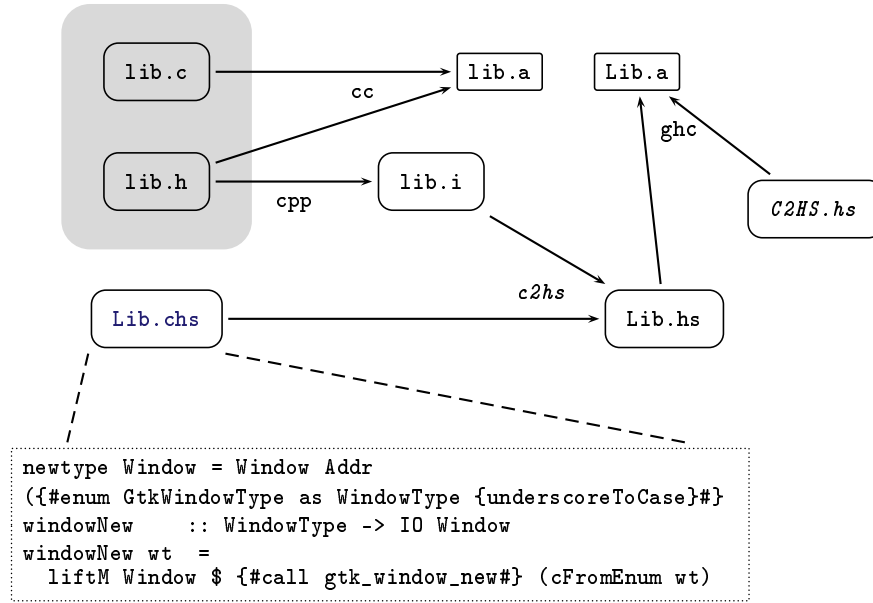 lib.c
lib.a
Lib.a
cc
ghc
lib.h
lib.i
cpp
C2HS.hs
c2hs
Lib.chs
Lib.hs
newtype Window = Window Addr
({#enum GtkWindowType as WindowType {underscoreToCase}#}
windowNew    :: WindowType -> IO Window
windowNew wt  =
  liftM Window $ {#call gtk_window_new#} (cFromEnum wt)